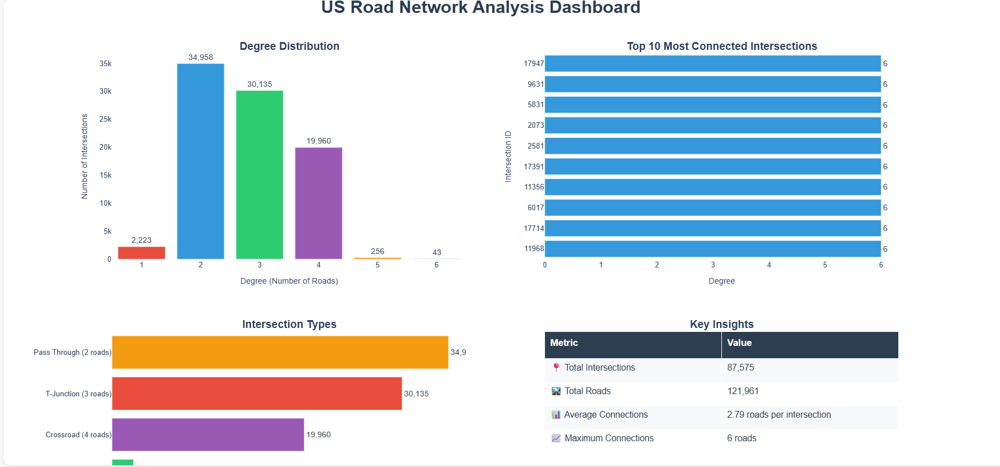 US Road Network Analysis Dashboard
Degree Distribution
35k
30k
25k
20k
15k
10k
5k
0
34,958
30,135
19,960
2,223
256
43
1 2 3 4 5 6
Number of Intersections
Degree (Number of Roads)
Top 10 Most Connected Intersections
17947 6
9631 6
5831 6
2073 6
2581 6
17391 6
11356 6
6017 6
17714 6
11968 6
0 1 2 3 4 5 6
Intersection ID
Degree
Intersection Types
Pass Through (2 roads) 34,9
T-Junction (3 roads) 30,135
Crossroad (4 roads) 19,960
Key Insights
Metric Value
Total Intersections 87,575
Total Roads 121,961
Average Connections 2.79 roads per intersection
Maximum Connections 6 roads